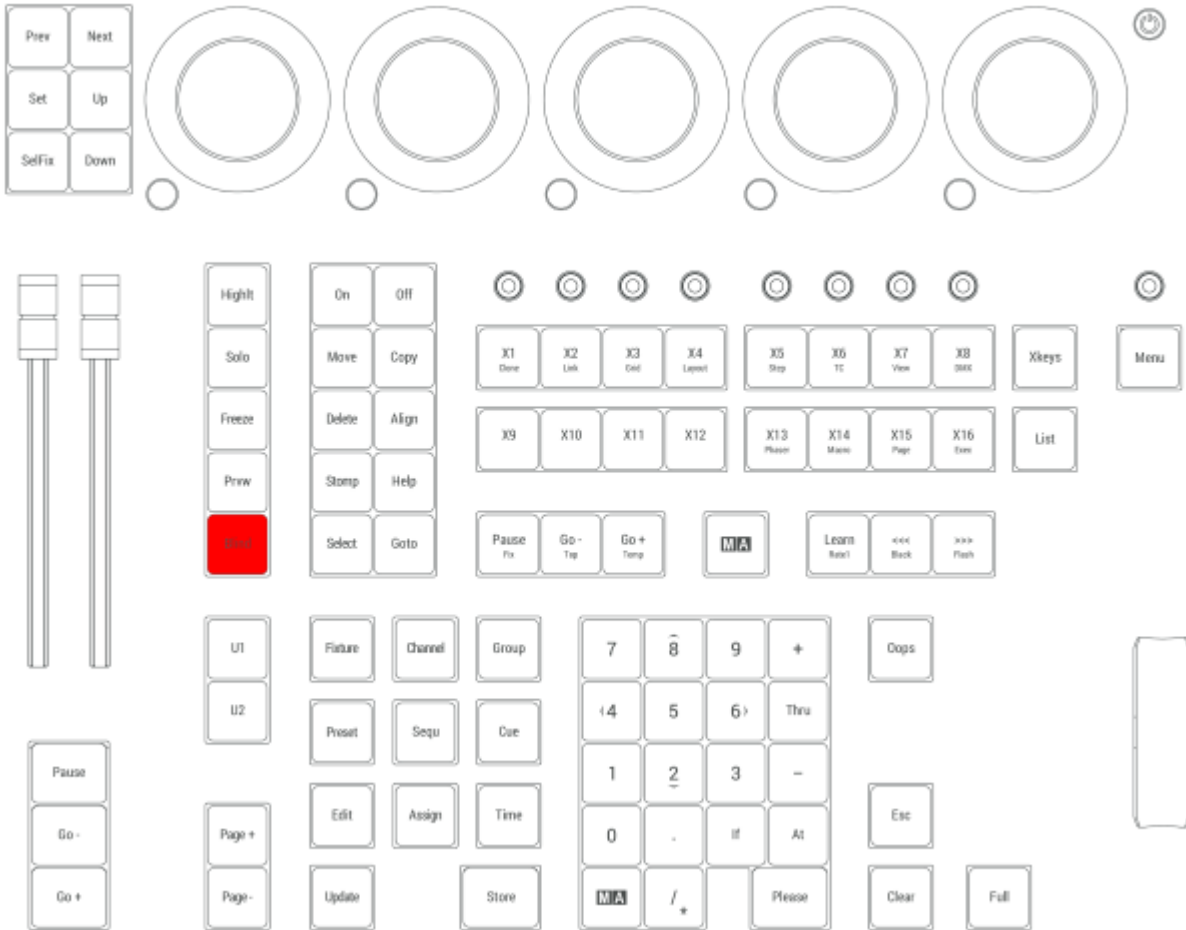 Prev Next
Set Up
SelFix Down
Highlt On Off
Solo Move Copy
X1 X2 X3 X4 X5 X6 X7 X8 Xkeys Menu
Clone Link Grid Layout Step TC View DMX
Freeze Delete Align
X9 X10 X11 X12 X13 X14 X15 X16 List
Phaser Macro Page Exec
Prvw Stomp Help
Blind Select Goto
Pause Go - Go + MA Learn <<< >>>
Fix Top Temp Rate1 Black Flash
U1 Fixture Channel Group 7 8 9 + Oops
U2 Preset Sequ Cue 4 5 6 Thru
Pause 1 2 3 -
Go - Page + Edit Assign Time 0 . If At Esc
Go + Page - Update Store MA / * Please Clear Full